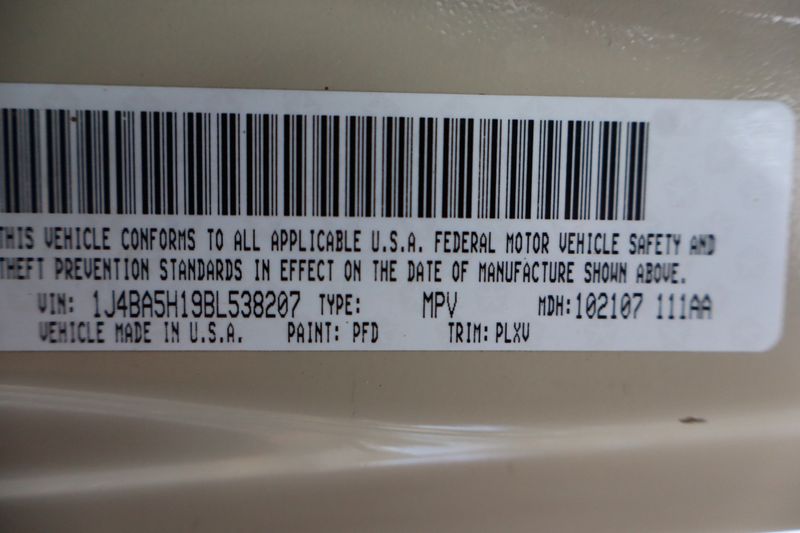 THIS VEHICLE CONFORMS TO ALL APPLICABLE U.S.A. FEDERAL MOTOR VEHICLE SAFETY AND
THEFT PREVENTION STANDARDS IN EFFECT ON THE DATE OF MANUFACTURE SHOWN ABOVE.
VIN: 1J4BA5H19BL538207 TYPE: MPV MDH:102107 111AA
VEHICLE MADE IN U.S.A. PAINT: PFD TRIM: PLXV